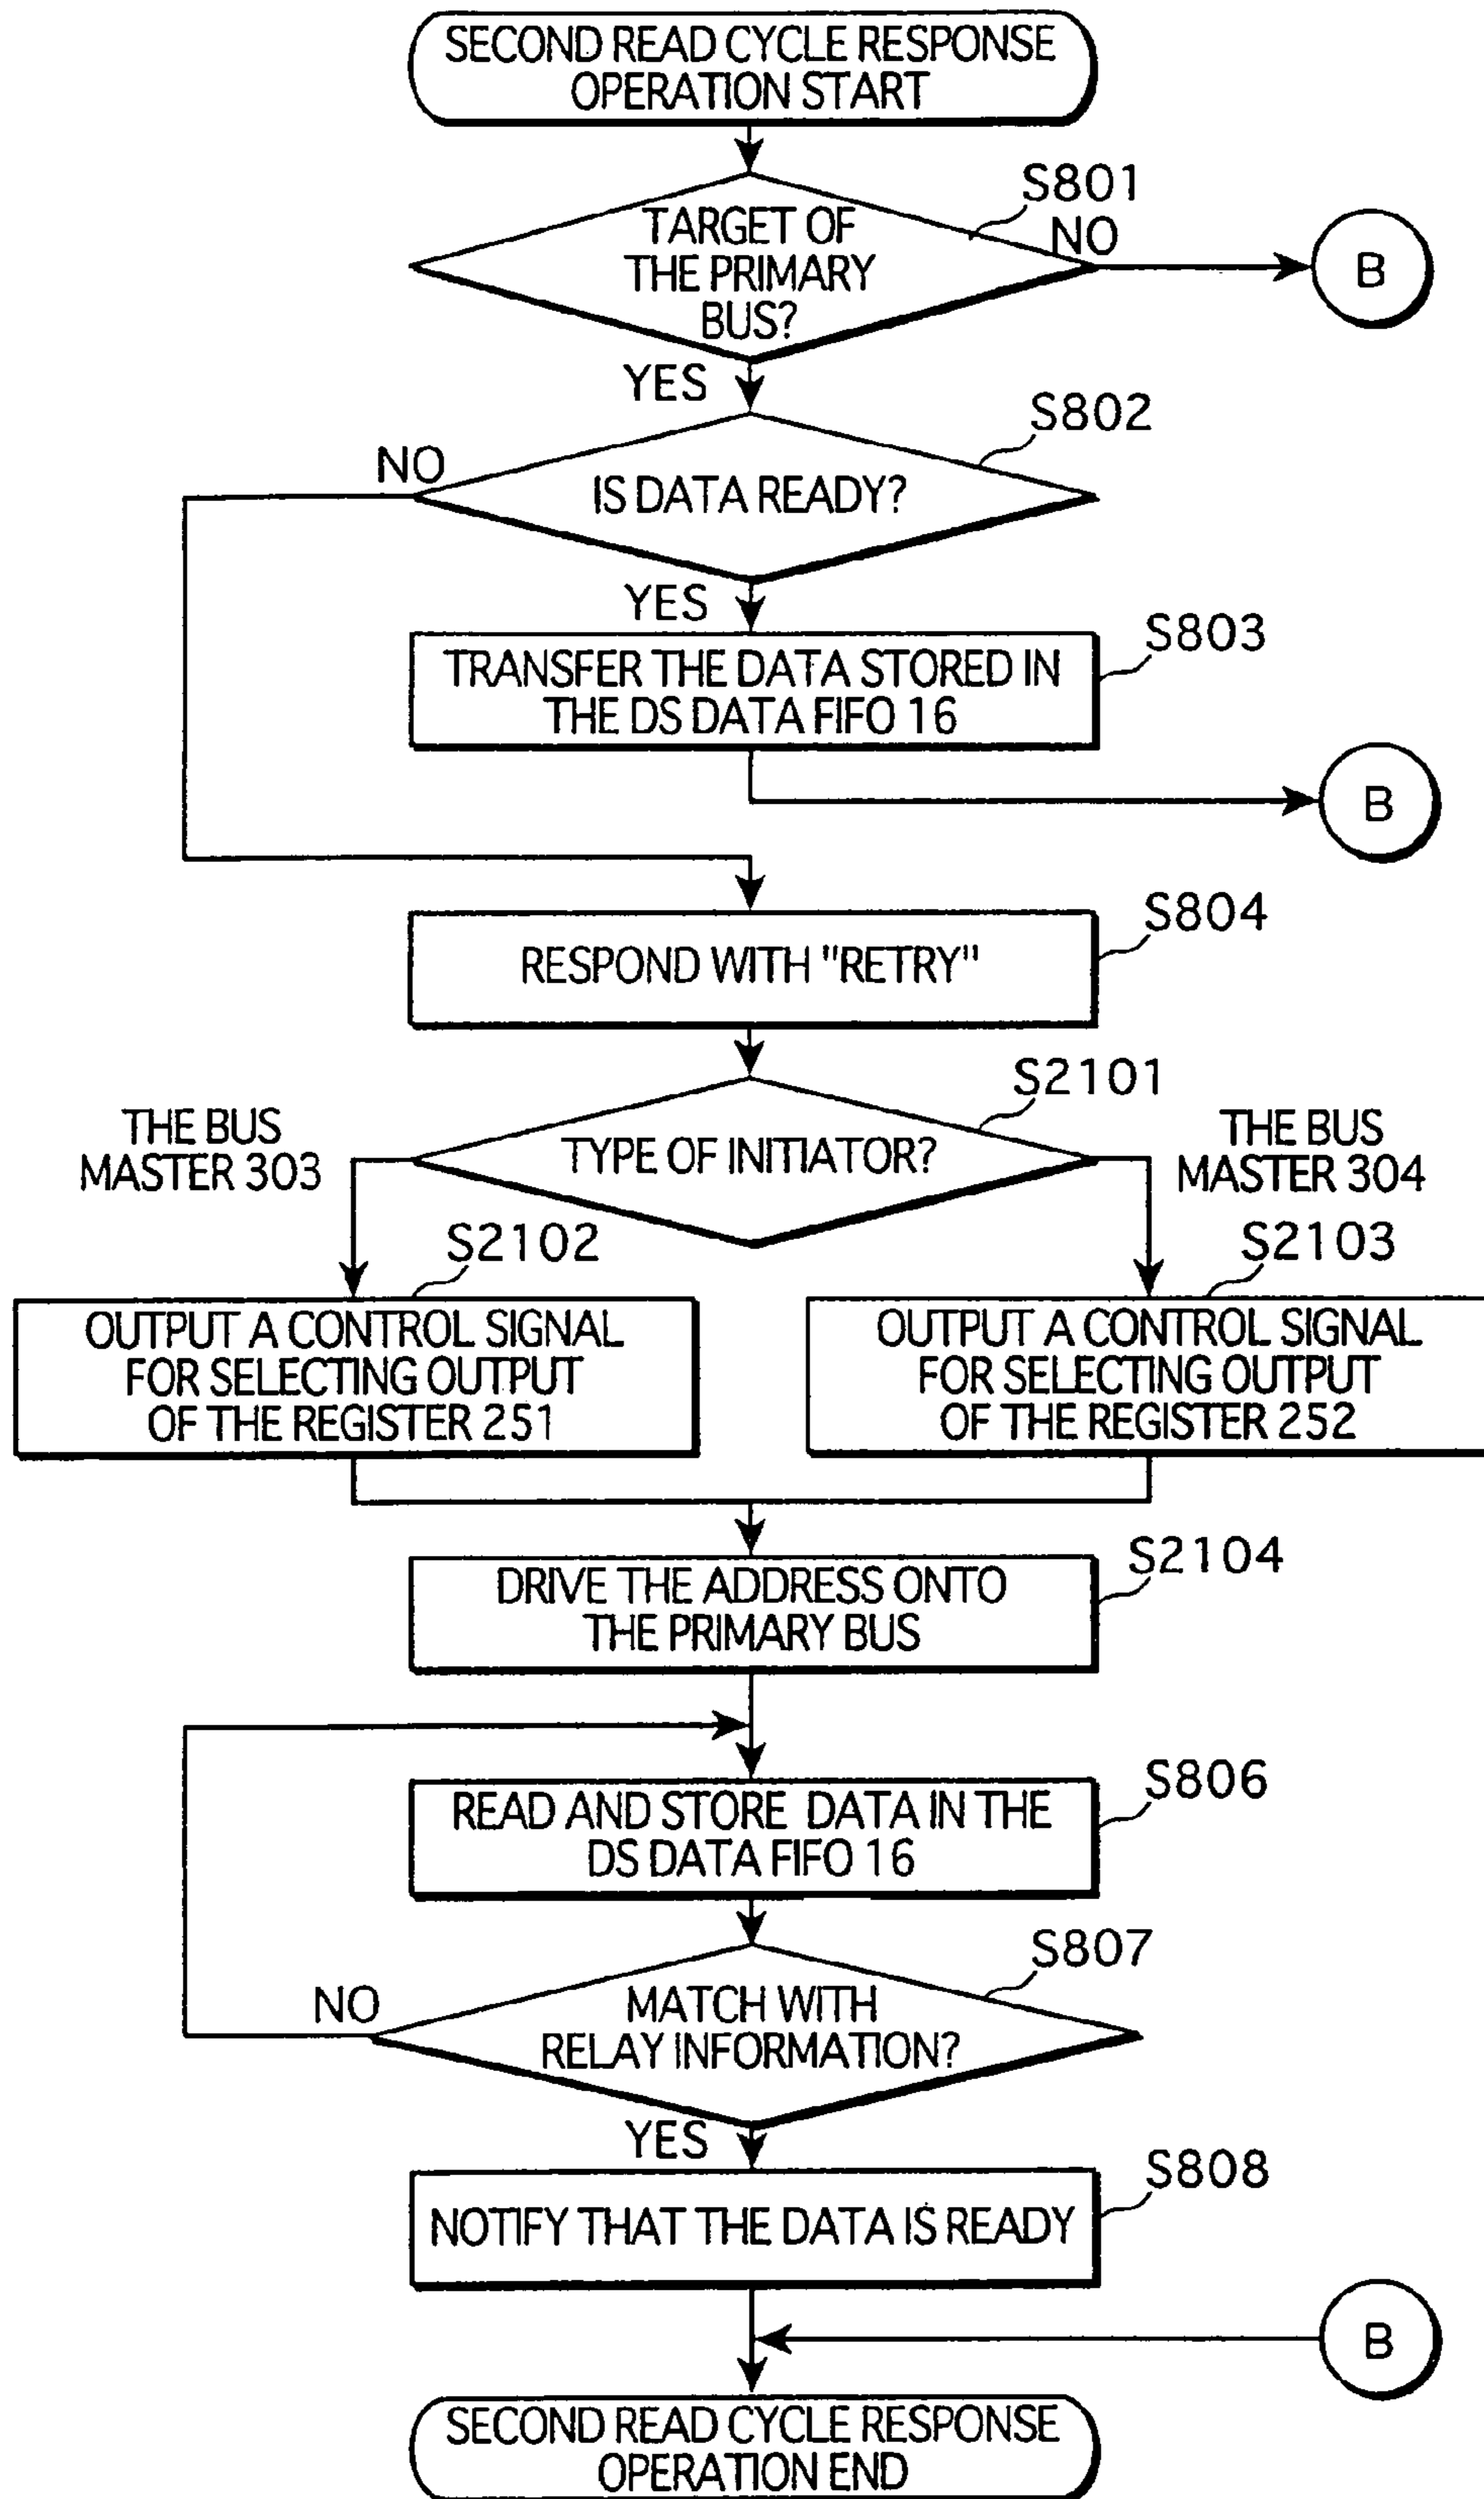 SECOND READ CYCLE RESPONSE
OPERATION START
S801
TARGET OF
THE PRIMARY
BUS?
NO
B
YES
S802
NO
IS DATA READY?
YES
S803
TRANSFER THE DATA STORED IN
THE DS DATA FIFO 16
B
S804
RESPOND WITH "RETRY"
S2101
THE BUS
MASTER 303
TYPE OF INITIATOR?
THE BUS
MASTER 304
S2102
S2103
OUTPUT A CONTROL SIGNAL
FOR SELECTING OUTPUT
OF THE REGISTER 251
OUTPUT A CONTROL SIGNAL
FOR SELECTING OUTPUT
OF THE REGISTER 252
S2104
DRIVE THE ADDRESS ONTO
THE PRIMARY BUS
S806
READ AND STORE DATA IN THE
DS DATA FIFO 16
S807
NO
MATCH WITH
RELAY INFORMATION?
YES
S808
NOTIFY THAT THE DATA IS READY
B
SECOND READ CYCLE RESPONSE
OPERATION END